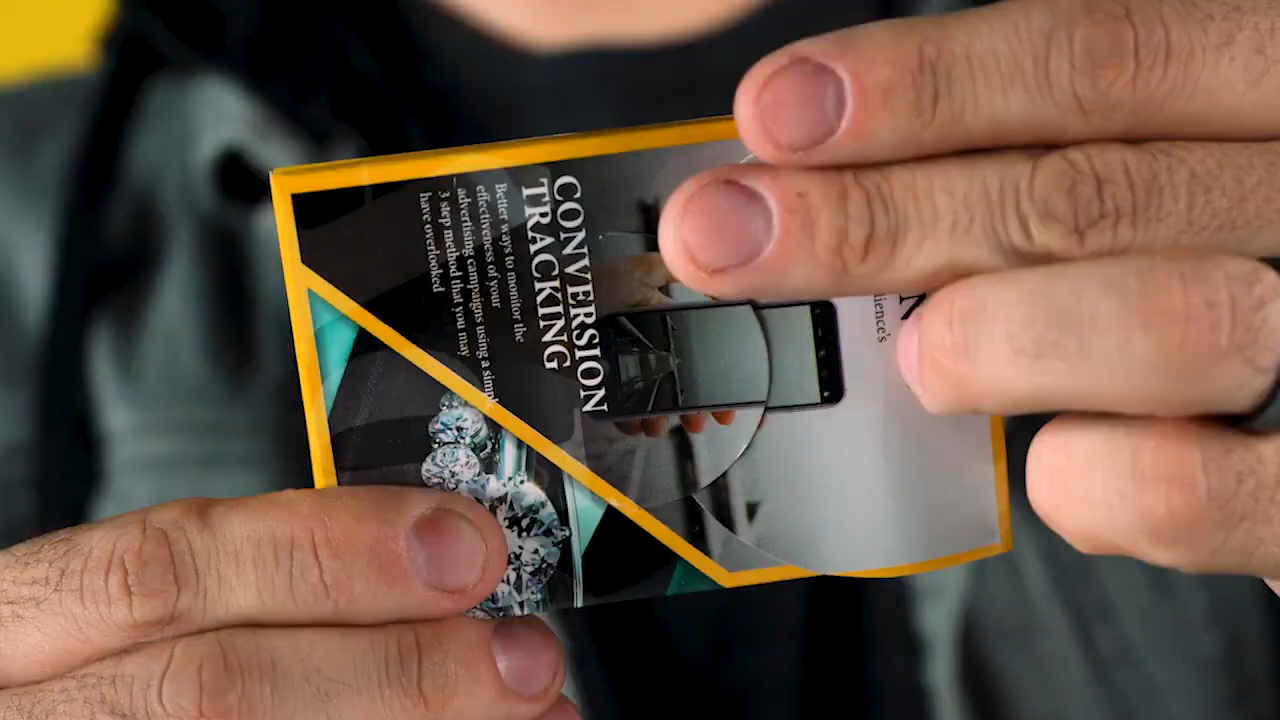 CONVERSION
TRACKING
Better ways to monitor the
effectiveness of your
advertising campaigns using a
3 step method that you may
have overlooked
N
ience's